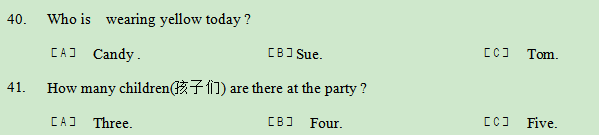 40. Who is wearing yellow today ?
[A] Candy . [B] Sue. [C] Tom.
41. How many children(孩子们) are there at the party ?
[A] Three. [B] Four. [C] Five.